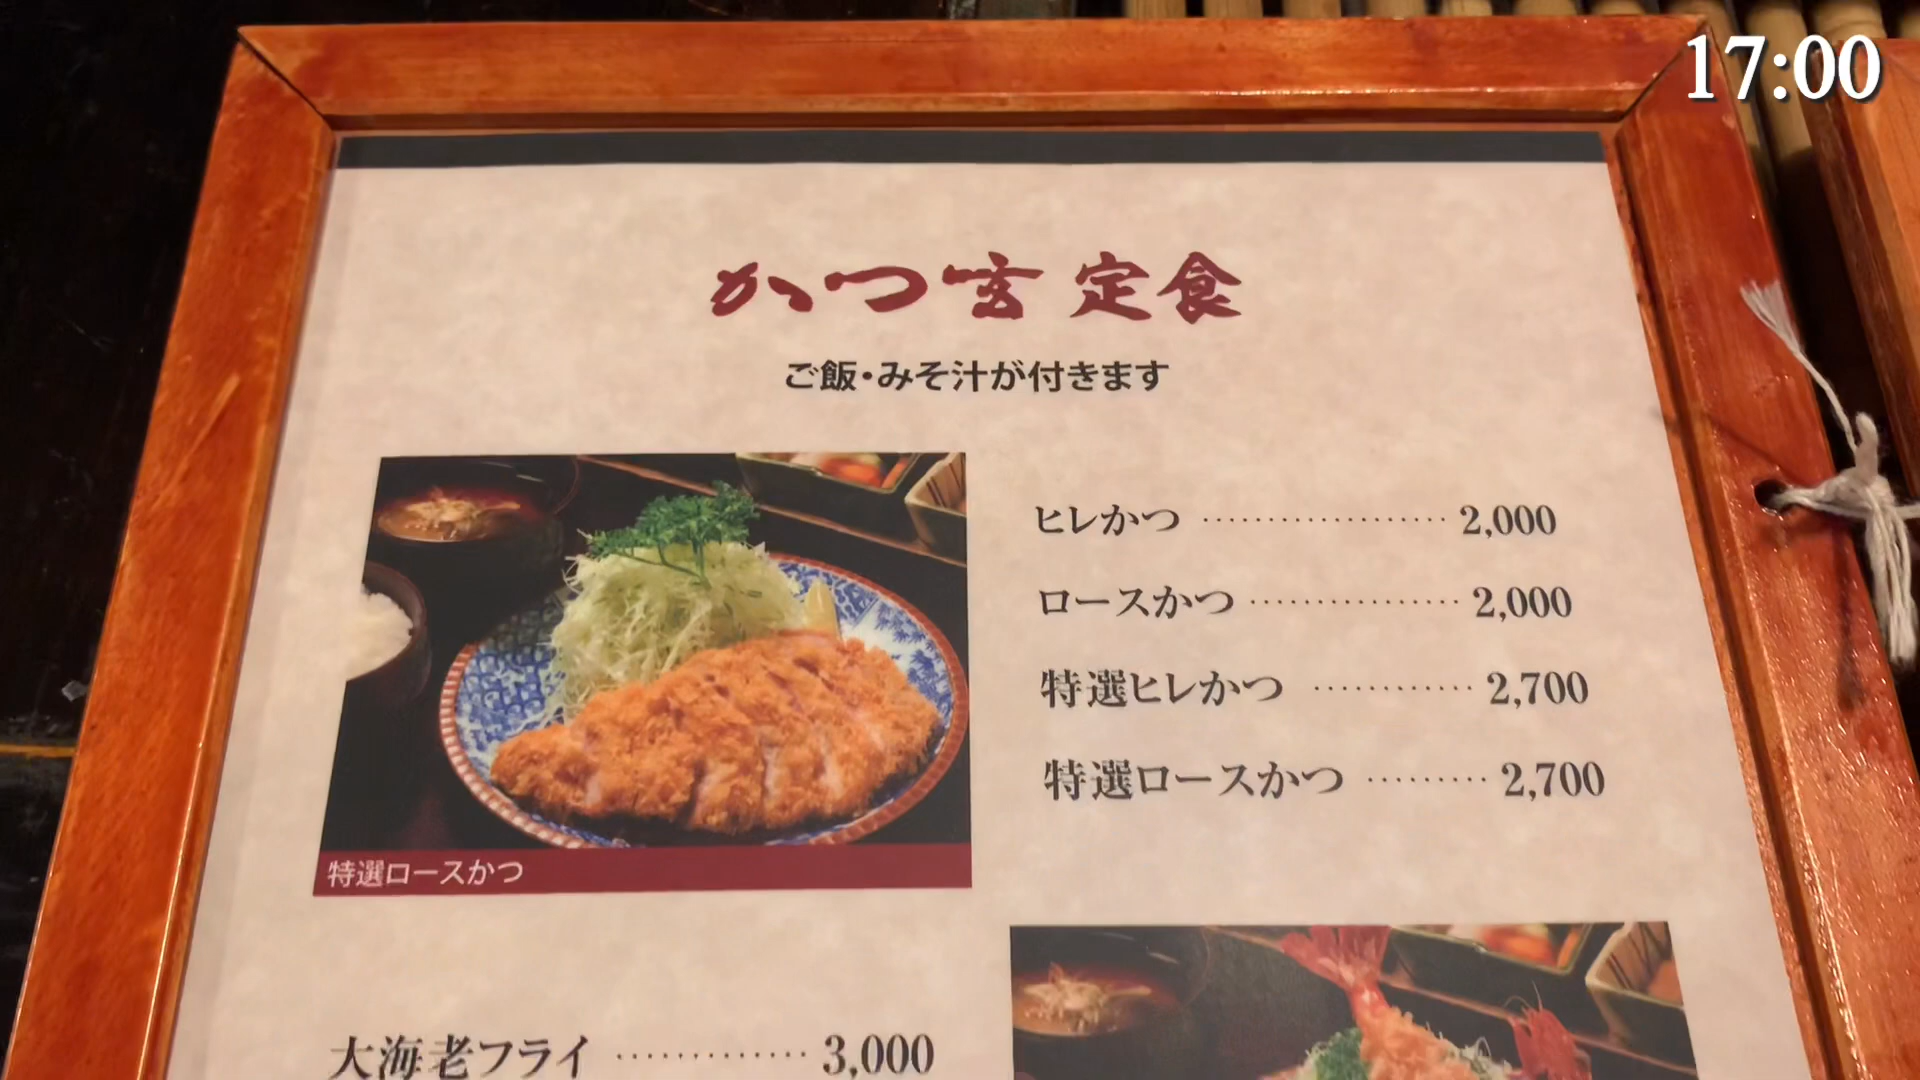 17:00
かつ玄 定食
ご飯・みそ汁が付きます
ヒレかつ ………………… 2,000
ロースかつ ……………… 2,000
特選ヒレかつ ………… 2,700
特選ロースかつ ……… 2,700
特選ロースかつ
大海老フライ ………… 3,000